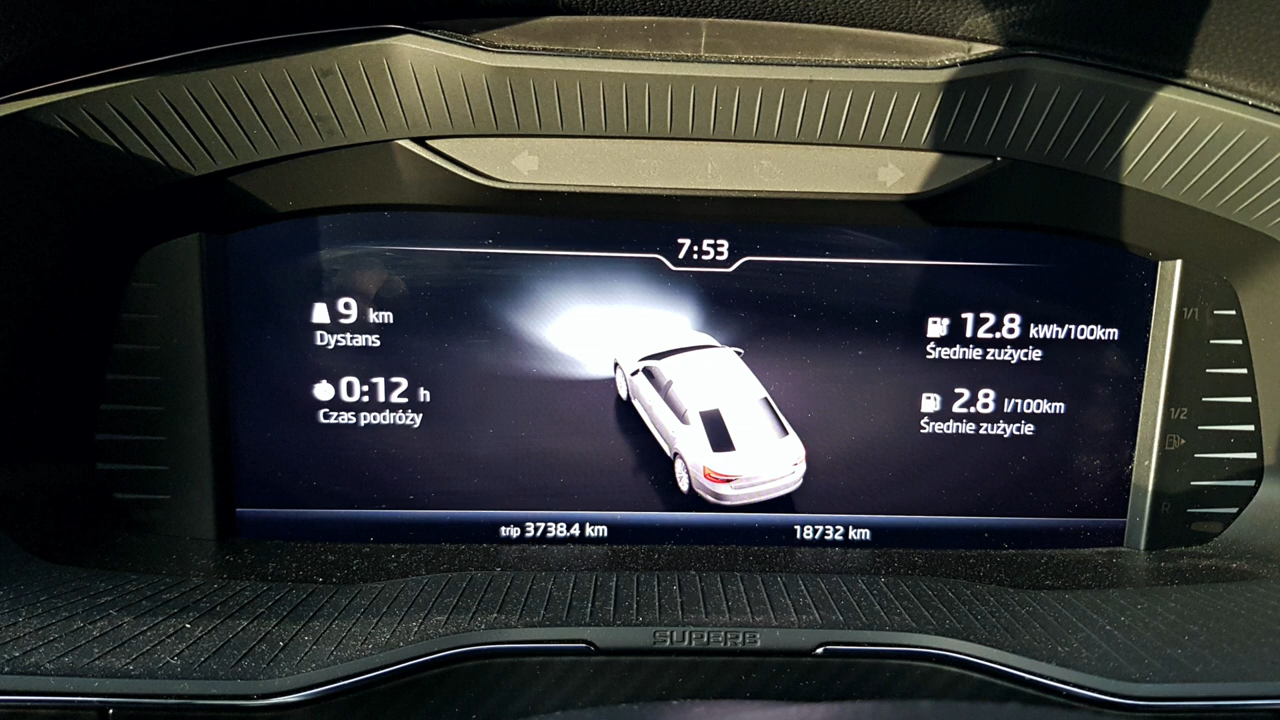 7:53
9 km
Dystans
0:12 h
Czas podróży
12.8 kWh/100km
Średnie zużycie
2.8 l/100km
Średnie zużycie
trip 3738.4 km
18732 km
1/1
1/2
R
SUPERB